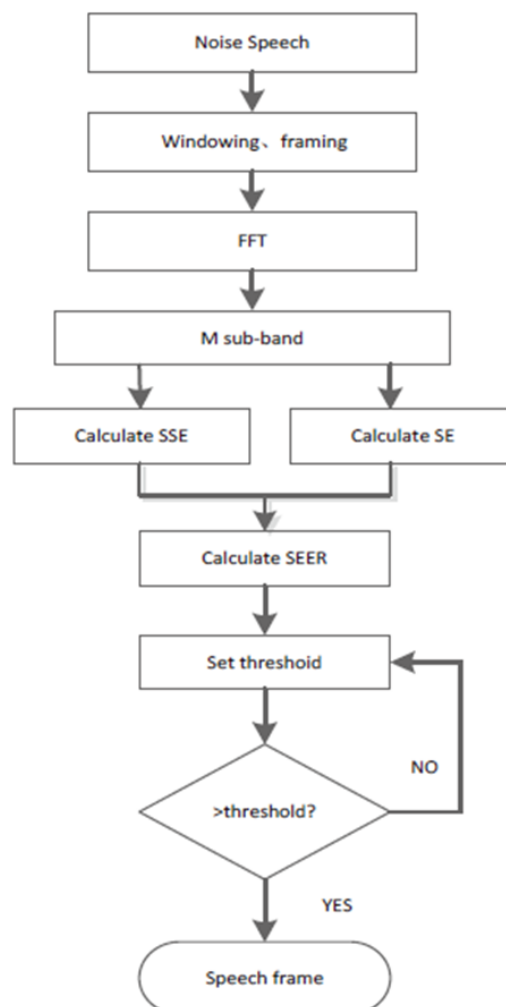 Noise Speech
Windowing、framing
FFT
M sub-band
Calculate SSE
Calculate SE
Calculate SEER
Set threshoid
NO
>threshold?
YES
Speech frame